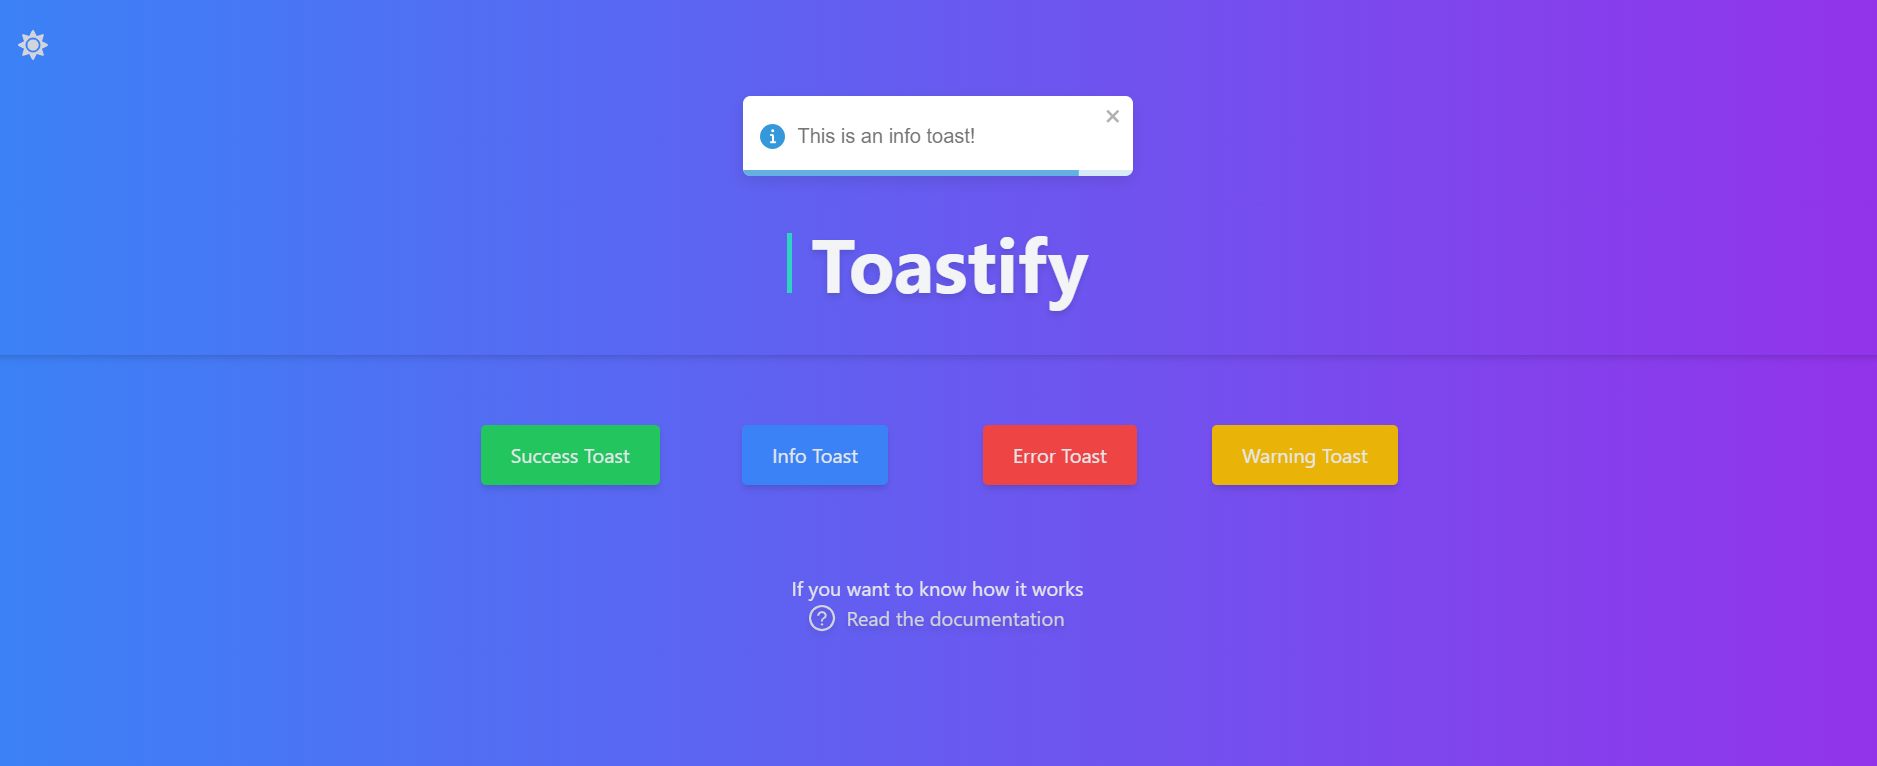 This is an info toast!
Toastify
Success Toast
Info Toast
Error Toast
Warning Toast
If you want to know how it works
Read the documentation